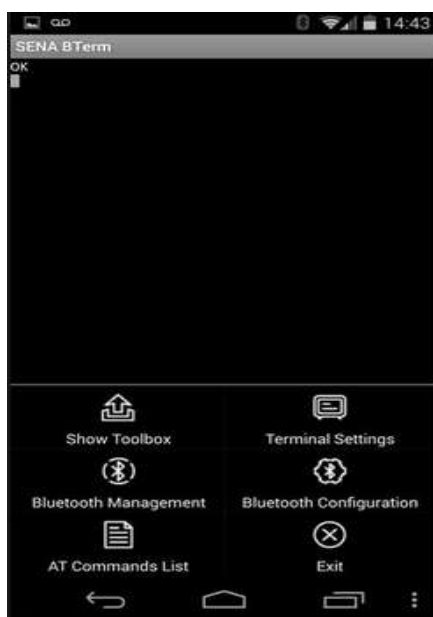 14:43
SENA BTerm
OK
Show Toolbox
Terminal Settings
Bluetooth Management
Bluetooth Configuration
AT Commands List
Exit